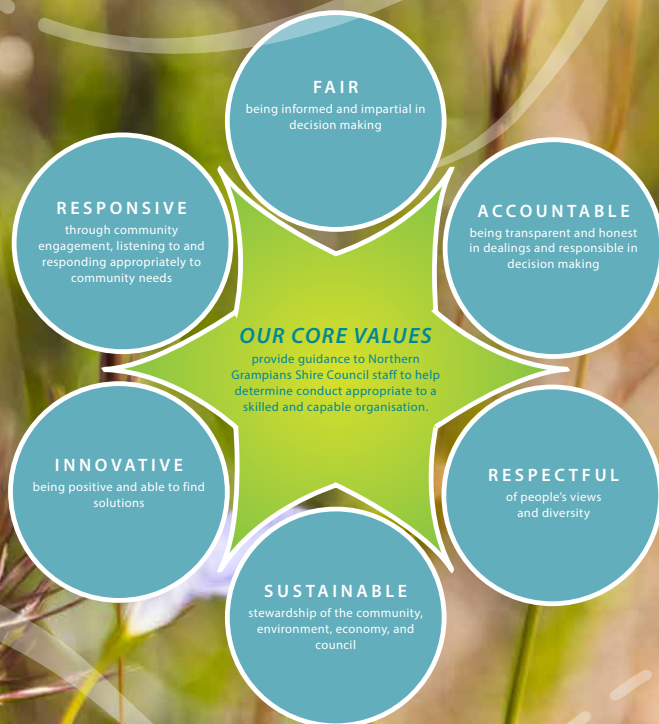 FAIR
being informed and impartial in
decision making
RESPONSIVE
through community
engagement, listening to and
responding appropriately to
community needs
ACCOUNTABLE
being transparent and honest
in dealings and responsible in
decision making
OUR CORE VALUES
provide guidance to Northern
Grampians Shire Council staff to help
determine conduct appropriate to a
skilled and capable organisation.
INNOVATIVE
being positive and able to find
solutions
RESPECTFUL
of people's views
and diversity
SUSTAINABLE
stewardship of the community,
environment, economy, and
council